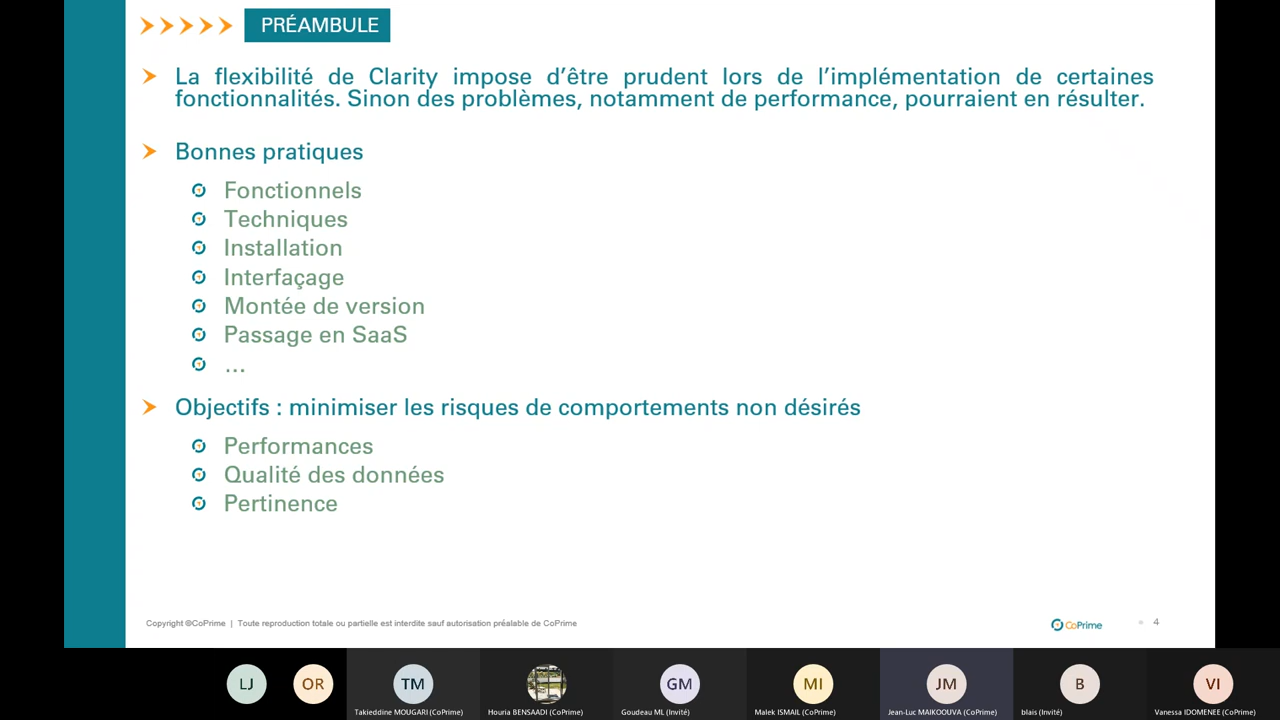 PRÉAMBULE
La flexibilité de Clarity impose d’être prudent lors de l’implémentation de certaines
fonctionnalités. Sinon des problèmes, notamment de performance, pourraient en résulter.
Bonnes pratiques
Fonctionnels
Techniques
Installation
Interfaçage
Montée de version
Passage en SaaS
...
Objectifs : minimiser les risques de comportements non désirés
Performances
Qualité des données
Pertinence
Copyright ©CoPrime | Toute reproduction totale ou partielle est interdite sauf autorisation préalable de CoPrime
CoPrime
4
LJ
OR
TM
GM
MI
JM
B
VI
Takieddine MOUGARI (CoPrime)
Houria BENSAADI (CoPrime)
Goudeau ML (Invité)
Malek ISMAIL (CoPrime)
Jean-Luc MAIKOOUVA (CoPrime)
blais (Invité)
Vanessa IDOMENEE (CoPrime)